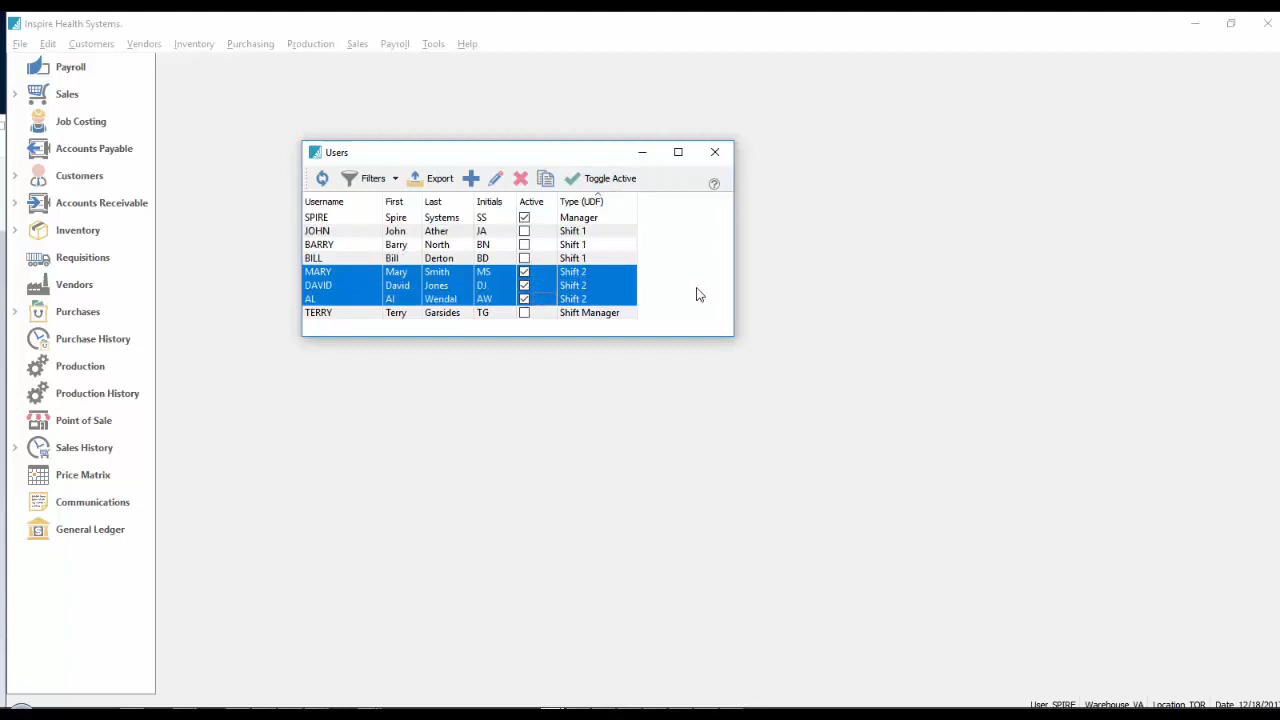 Inspire Health Systems.
File Edit Customers Vendors Inventory Purchasing Production Sales Payroll Tools Help
Payroll
Sales
Job Costing
Accounts Payable
Customers
Accounts Receivable
Inventory
Requisitions
Vendors
Purchases
Purchase History
Production
Production History
Point of Sale
Sales History
Price Matrix
Communications
General Ledger
Users
Filters Export Toggle Active
Username First Last Initials Active Type (UDF)
SPIRE Spire Systems SS Manager
JOHN John Ather JA Shift 1
BARRY Barry North BN Shift 1
BILL Bill Derton BD Shift 1
MARY Mary Smith MS Shift 2
DAVID David Jones DJ Shift 2
AL Al Wendal AW Shift 2
TERRY Terry Garsides TG Shift Manager
User SPIRE Warehouse VA Location TOR Date